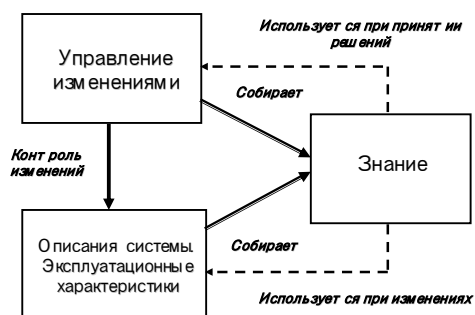 Используется при принятии
решений
Управление
изменениями
Собирает
Контроль
изменений
Знание
Описания системы.
Эксплуатационные
характеристики
Собирает
Используется при изменениях